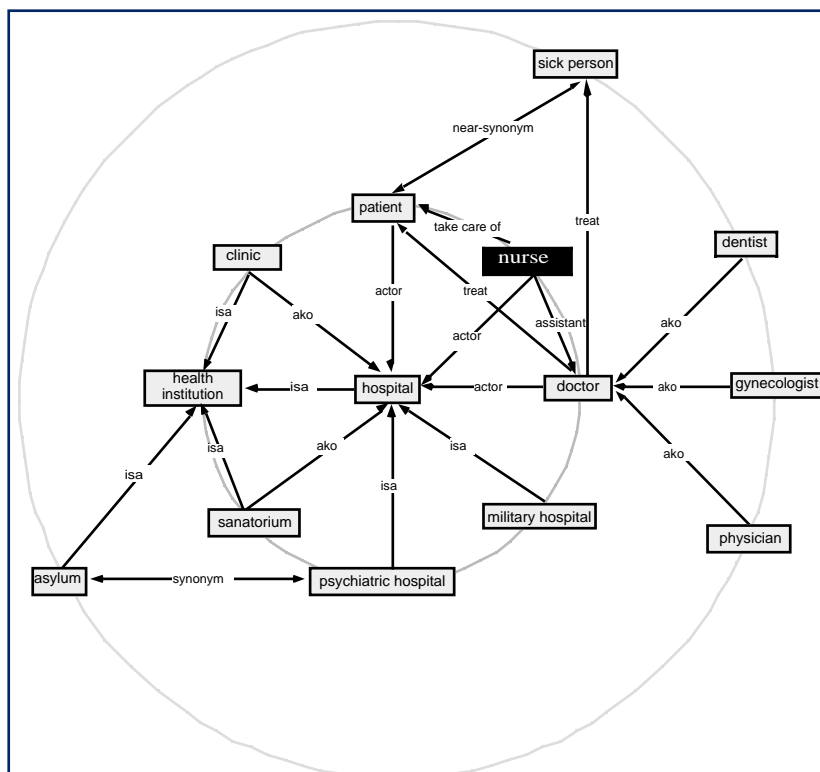 sick person
near-synonym
patient
take care of
treat
nurse
dentist
clinic
actor
treat
isa
ako
actor
assistant
ako
health
institution
isa
hospital
actor
doctor
ako
gynecologist
isa
isa
ako
isa
isa
ako
sanatorium
military hospital
physician
asylum
synonym
psychiatric hospital